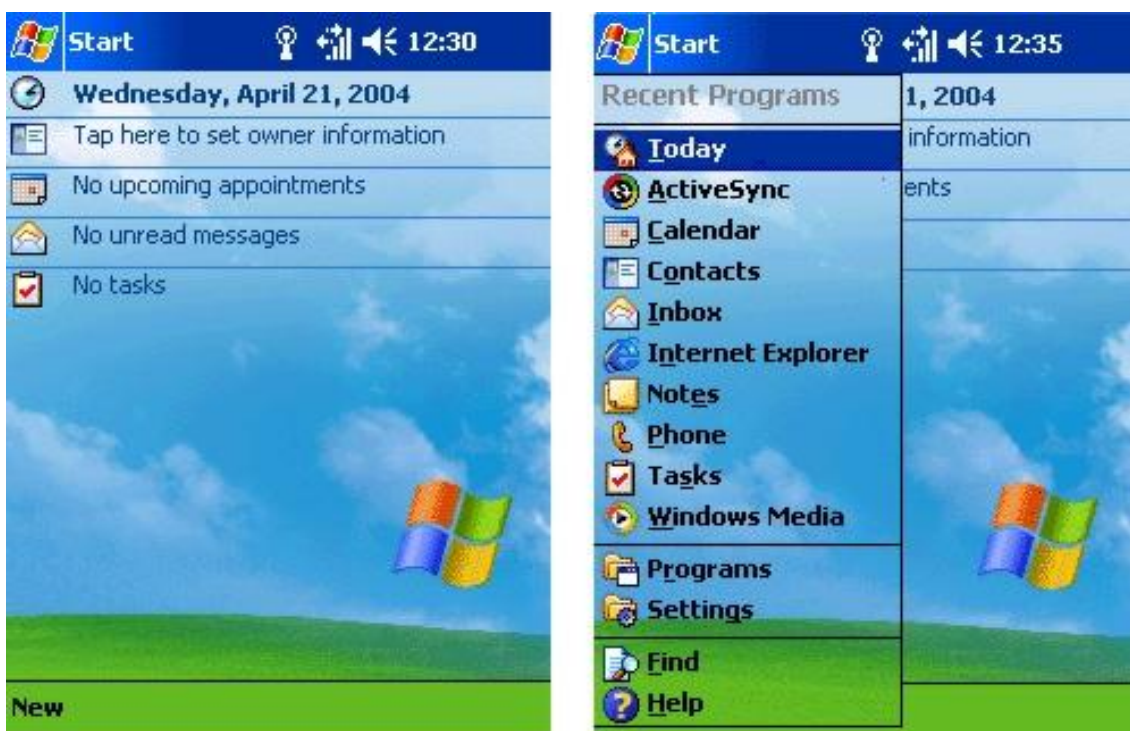 Start 12:30
Wednesday, April 21, 2004
Tap here to set owner information
No upcoming appointments
No unread messages
No tasks
New
Start 12:35
Recent Programs
1, 2004
Today
information
ActiveSync
ents
Calendar
Contacts
Inbox
Internet Explorer
Notes
Phone
Tasks
Windows Media
Programs
Settings
Find
Help